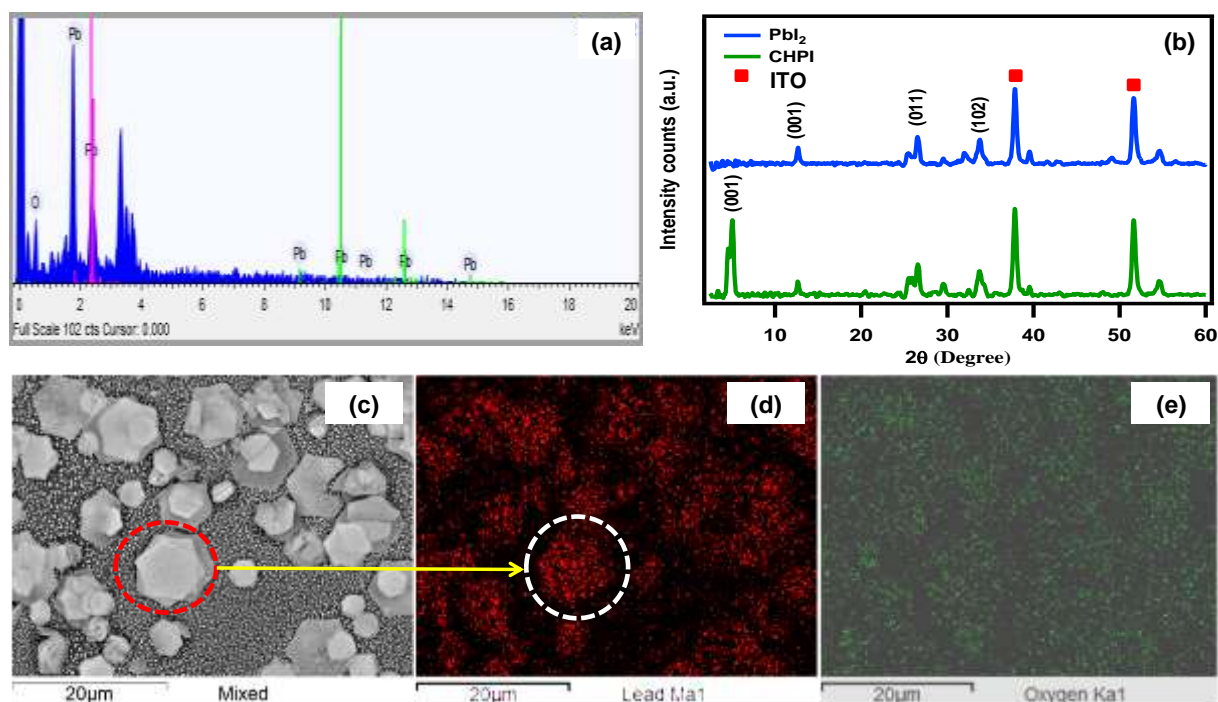 (a)
Pb
Pb
O
Pb
Pb
Pb
Pb
Pb
0 2 4 6 8 10 12 14 16 18 20
Full Scale 102 cts Cursor: 0.000
keV
(b)
PbI₂
CHPI
ITO
(001)
(011)
(102)
(001)
Intensity counts (a.u.)
10 20 30 40 50 60
2θ (Degree)
(c)
(d)
(e)
20µm Mixed
20µm Lead Ma1
20µm Oxygen Ka1